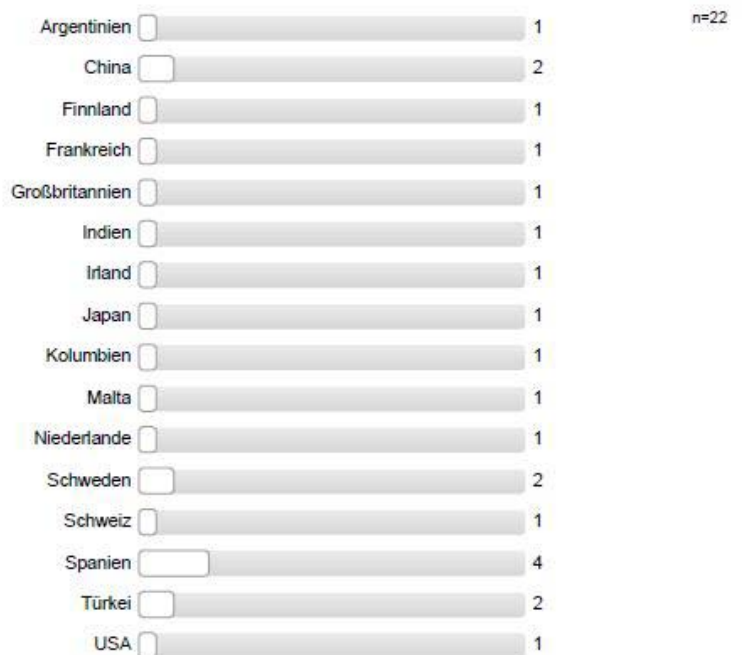 n=22
Argentinien 1
China 2
Finnland 1
Frankreich 1
Großbritannien 1
Indien 1
Irland 1
Japan 1
Kolumbien 1
Malta 1
Niederlande 1
Schweden 2
Schweiz 1
Spanien 4
Türkei 2
USA 1